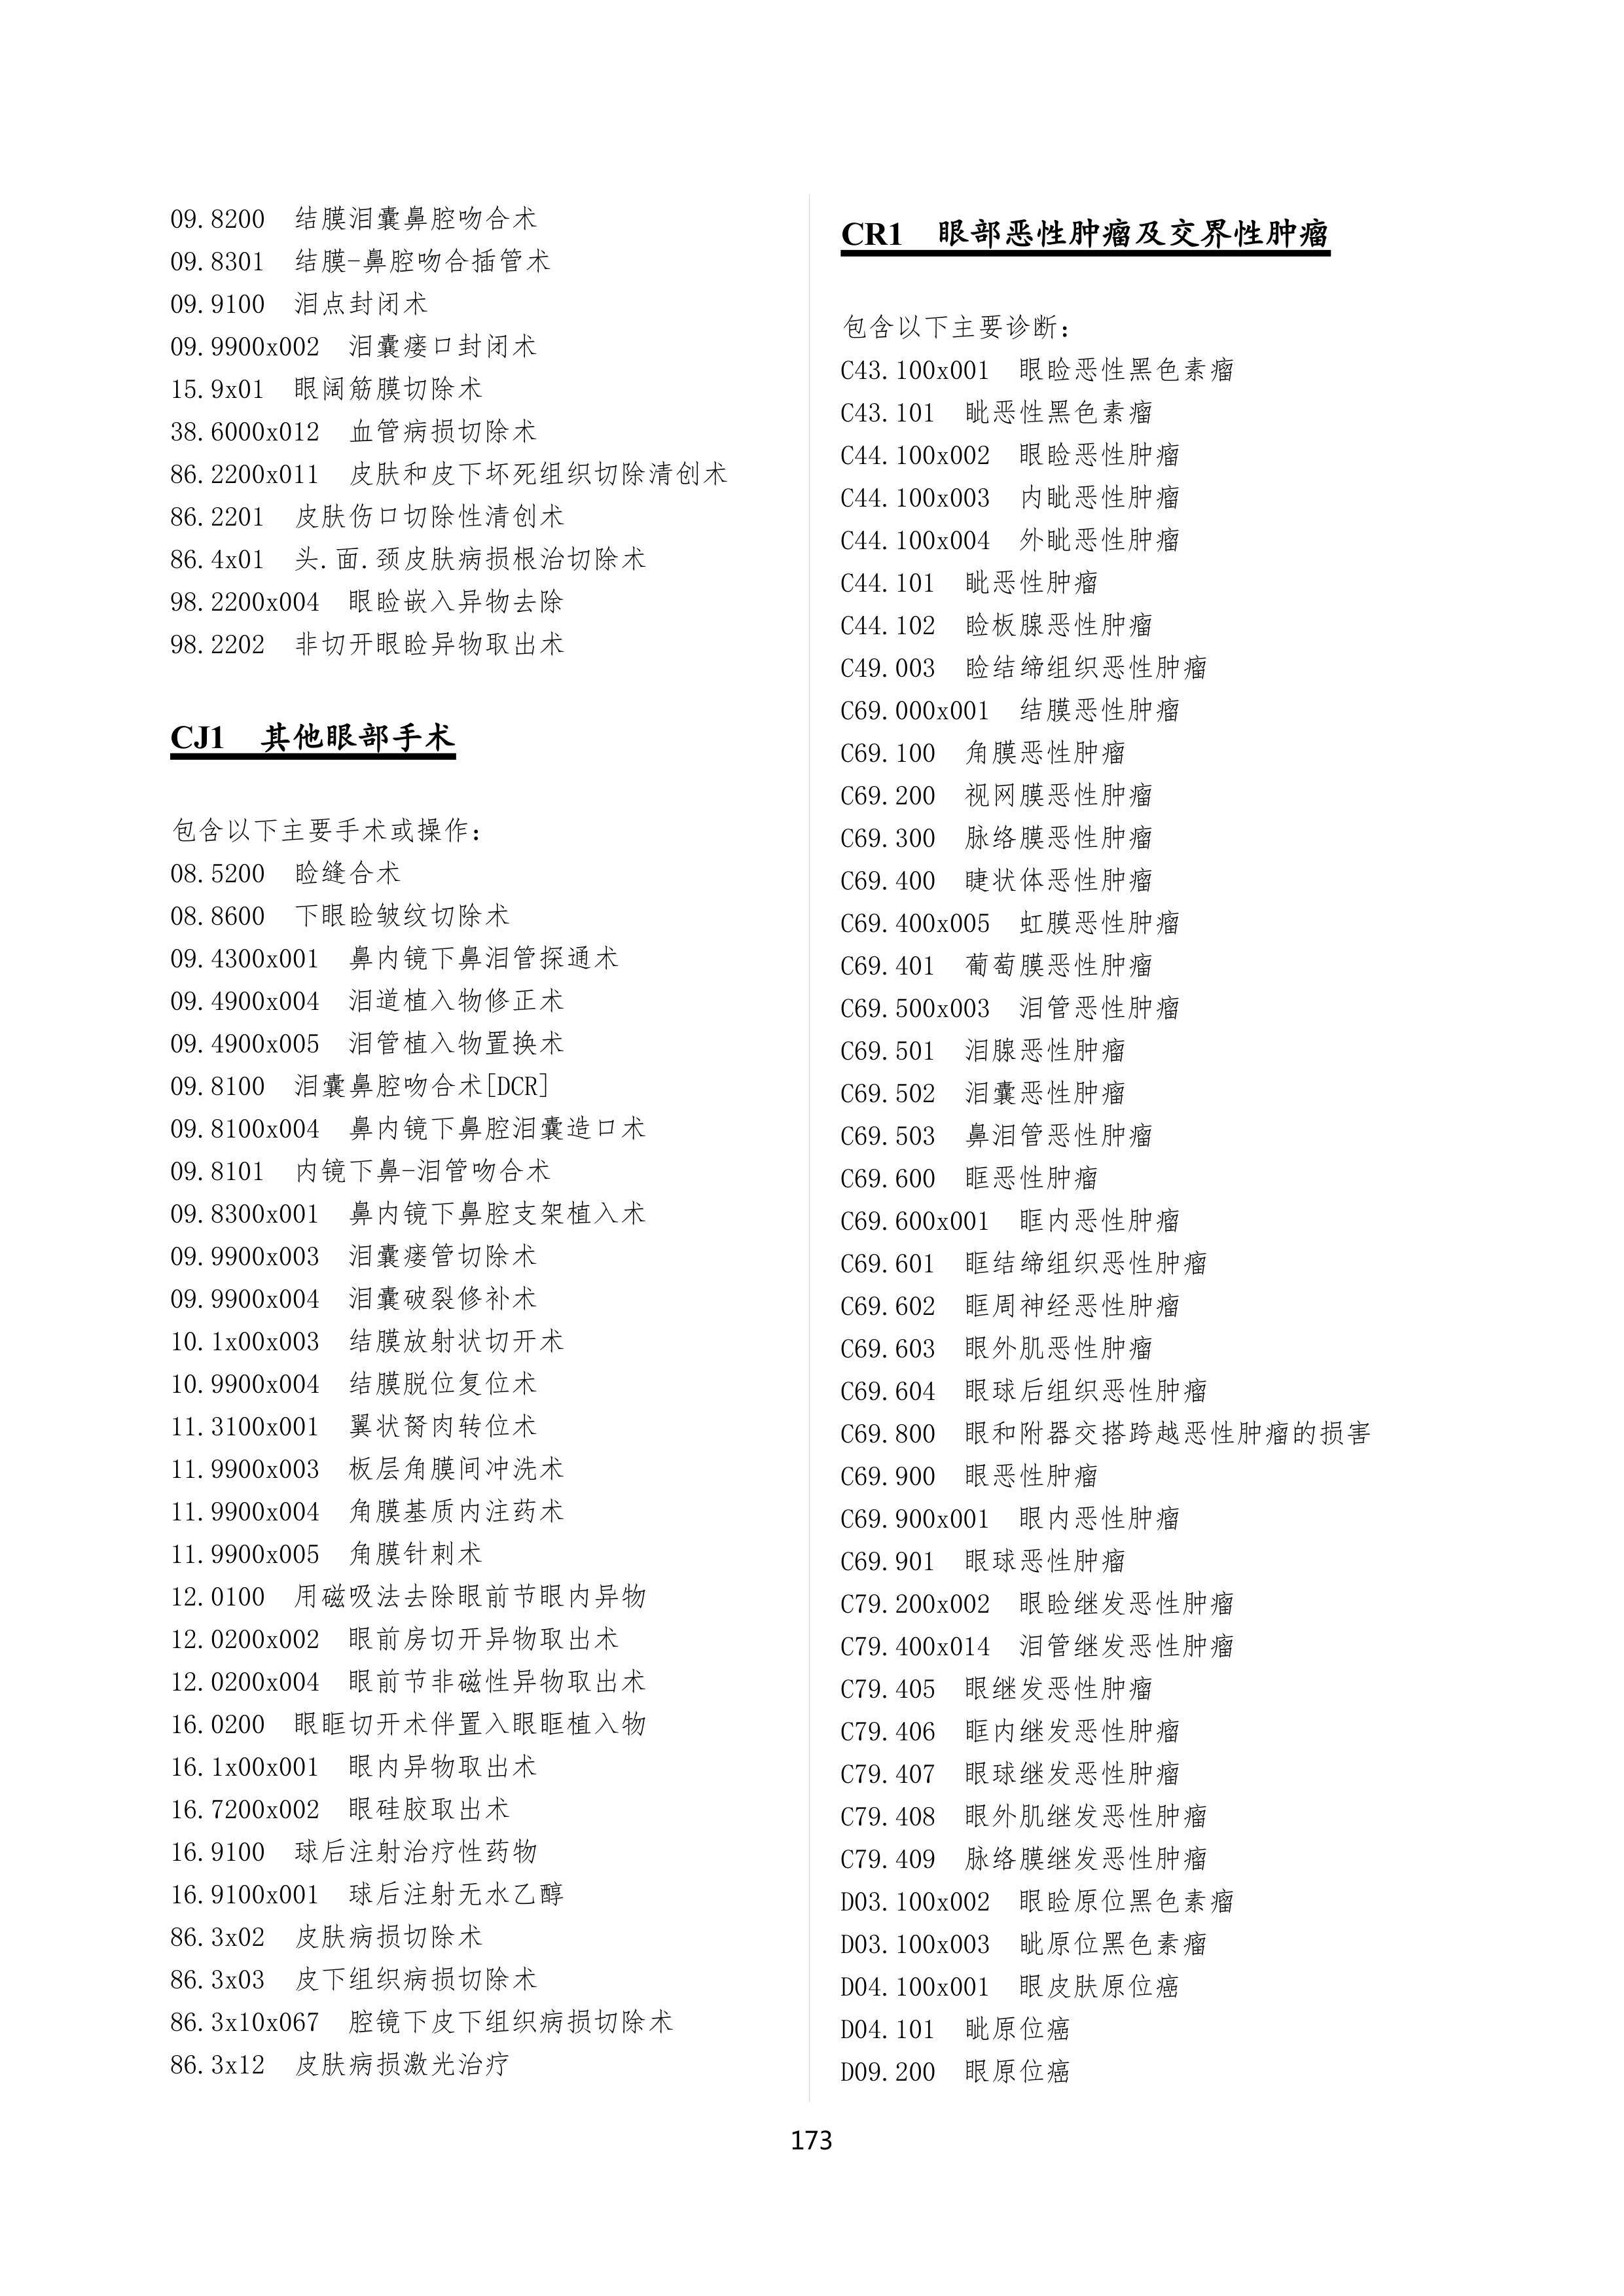 09.8200 结膜泪囊鼻腔吻合术
09.8301 结膜-鼻腔吻合插管术
09.9100 泪点封闭术
09.9900x002 泪囊瘘口封闭术
15.9x01 眼阔筋膜切除术
38.6000x012 血管病损切除术
86.2200x011 皮肤和皮下坏死组织切除清创术
86.2201 皮肤伤口切除性清创术
86.4x01 头.面.颈皮肤病损根治切除术
98.2200x004 眼睑嵌入异物去除
98.2202 非切开眼睑异物取出术
CJ1 其他眼部手术
包含以下主要手术或操作：
08.5200 睑缝合术
08.8600 下眼睑皱纹切除术
09.4300x001 鼻内镜下鼻泪管探通术
09.4900x004 泪道植入物修正术
09.4900x005 泪管植入物置换术
09.8100 泪囊鼻腔吻合术[DCR]
09.8100x004 鼻内镜下鼻腔泪囊造口术
09.8101 内镜下鼻-泪管吻合术
09.8300x001 鼻内镜下鼻腔支架植入术
09.9900x003 泪囊瘘管切除术
09.9900x004 泪囊破裂修补术
10.1x00x003 结膜放射状切开术
10.9900x004 结膜脱位复位术
11.3100x001 翼状胬肉转位术
11.9900x003 板层角膜间冲洗术
11.9900x004 角膜基质内注药术
11.9900x005 角膜针刺术
12.0100 用磁吸法去除眼前节眼内异物
12.0200x002 眼前房切开异物取出术
12.0200x004 眼前节非磁性异物取出术
16.0200 眼眶切开术伴置入眼眶植入物
16.1x00x001 眼内异物取出术
16.7200x002 眼硅胶取出术
16.9100 球后注射治疗性药物
16.9100x001 球后注射无水乙醇
86.3x02 皮肤病损切除术
86.3x03 皮下组织病损切除术
86.3x10x067 腔镜下皮下组织病损切除术
86.3x12 皮肤病损激光治疗
CR1 眼部恶性肿瘤及交界性肿瘤
包含以下主要诊断：
C43.100x001 眼睑恶性黑色素瘤
C43.101 眦恶性黑色素瘤
C44.100x002 眼睑恶性肿瘤
C44.100x003 内眦恶性肿瘤
C44.100x004 外眦恶性肿瘤
C44.101 眦恶性肿瘤
C44.102 睑板腺恶性肿瘤
C49.003 睑结缔组织恶性肿瘤
C69.000x001 结膜恶性肿瘤
C69.100 角膜恶性肿瘤
C69.200 视网膜恶性肿瘤
C69.300 脉络膜恶性肿瘤
C69.400 睫状体恶性肿瘤
C69.400x005 虹膜恶性肿瘤
C69.401 葡萄膜恶性肿瘤
C69.500x003 泪管恶性肿瘤
C69.501 泪腺恶性肿瘤
C69.502 泪囊恶性肿瘤
C69.503 鼻泪管恶性肿瘤
C69.600 眶恶性肿瘤
C69.600x001 眶内恶性肿瘤
C69.601 眶结缔组织恶性肿瘤
C69.602 眶周神经恶性肿瘤
C69.603 眼外肌恶性肿瘤
C69.604 眼球后组织恶性肿瘤
C69.800 眼和附器交搭跨越恶性肿瘤的损害
C69.900 眼恶性肿瘤
C69.900x001 眼内恶性肿瘤
C69.901 眼球恶性肿瘤
C79.200x002 眼睑继发恶性肿瘤
C79.400x014 泪管继发恶性肿瘤
C79.405 眼继发恶性肿瘤
C79.406 眶内继发恶性肿瘤
C79.407 眼球继发恶性肿瘤
C79.408 眼外肌继发恶性肿瘤
C79.409 脉络膜继发恶性肿瘤
D03.100x002 眼睑原位黑色素瘤
D03.100x003 眦原位黑色素瘤
D04.100x001 眼皮肤原位癌
D04.101 眦原位癌
D09.200 眼原位癌
173